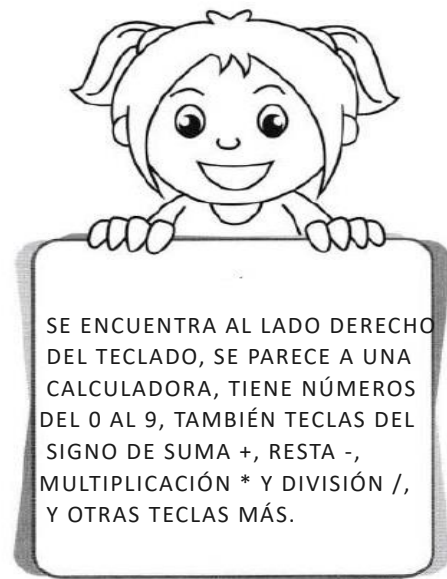 SE ENCUENTRA AL LADO DERECHO
DEL TECLADO, SE PARECE A UNA
CALCULADORA, TIENE NÚMEROS
DEL 0 AL 9, TAMBIÉN TECLAS DEL
SIGNO DE SUMA +, RESTA -,
MULTIPLICACIÓN * Y DIVISIÓN /,
Y OTRAS TECLAS MÁS.